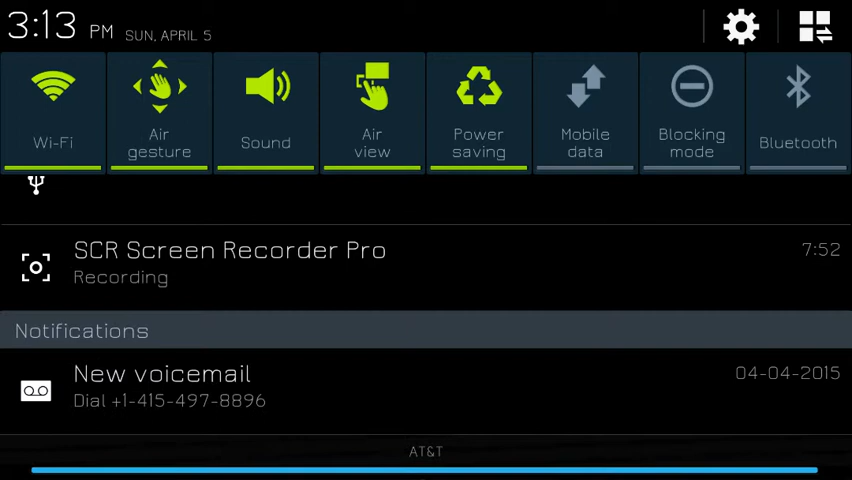 3:13 PM SUN, APRIL 5
Wi-Fi
Air gesture
Sound
Air view
Power saving
Mobile data
Blocking mode
Bluetooth
SCR Screen Recorder Pro 7:52
Recording
Notifications
New voicemail 04-04-2015
Dial +1-415-497-8896
AT&T